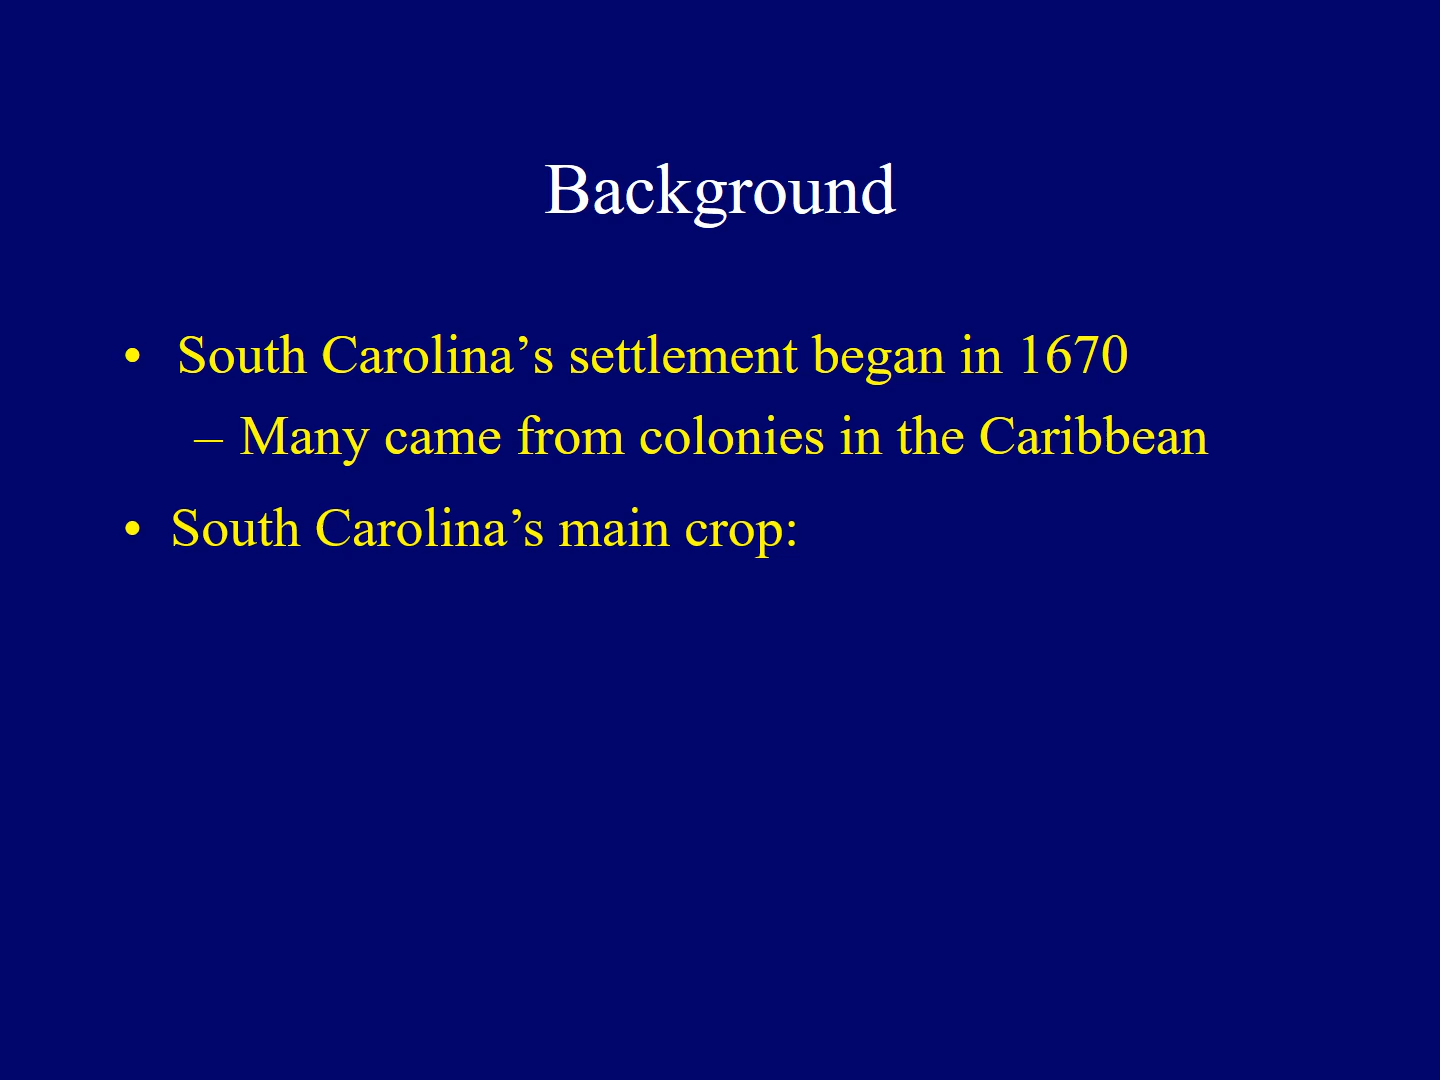 Background
• South Carolina’s settlement began in 1670
– Many came from colonies in the Caribbean
• South Carolina’s main crop: